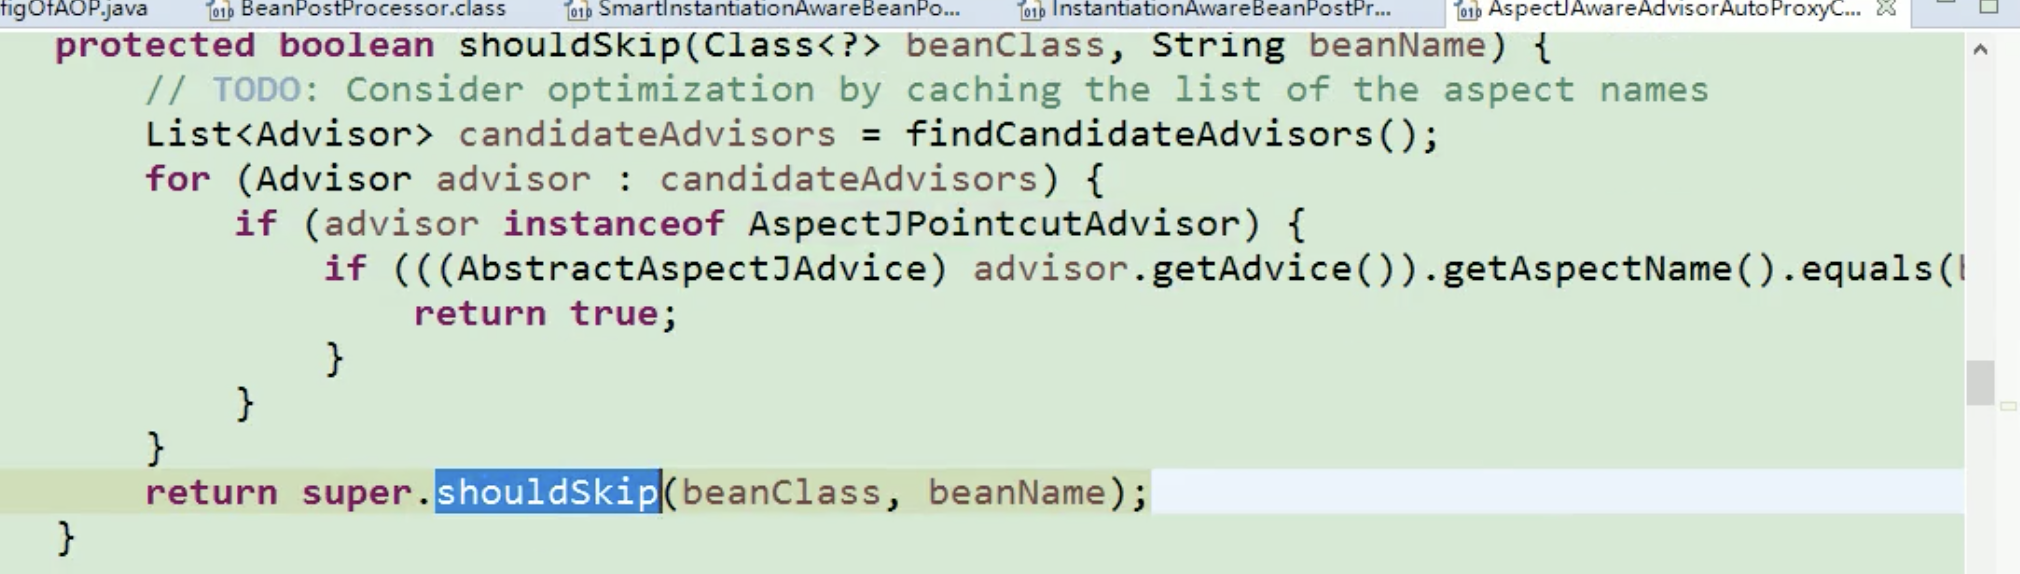 figOfAOP.java BeanPostProcessor.class SmartInstantiationAwareBeanPo... InstantiationAwareBeanPostPr... AspectJAwareAdvisorAutoProxyC...
protected boolean shouldSkip(Class<?> beanClass, String beanName) {
// TODO: Consider optimization by caching the list of the aspect names
List<Advisor> candidateAdvisors = findCandidateAdvisors();
for (Advisor advisor : candidateAdvisors) {
if (advisor instanceof AspectJPointcutAdvisor) {
if (((AbstractAspectJAdvice) advisor.getAdvice()).getAspectName().equals(
return true;
}
}
}
return super.shouldSkip(beanClass, beanName);
}